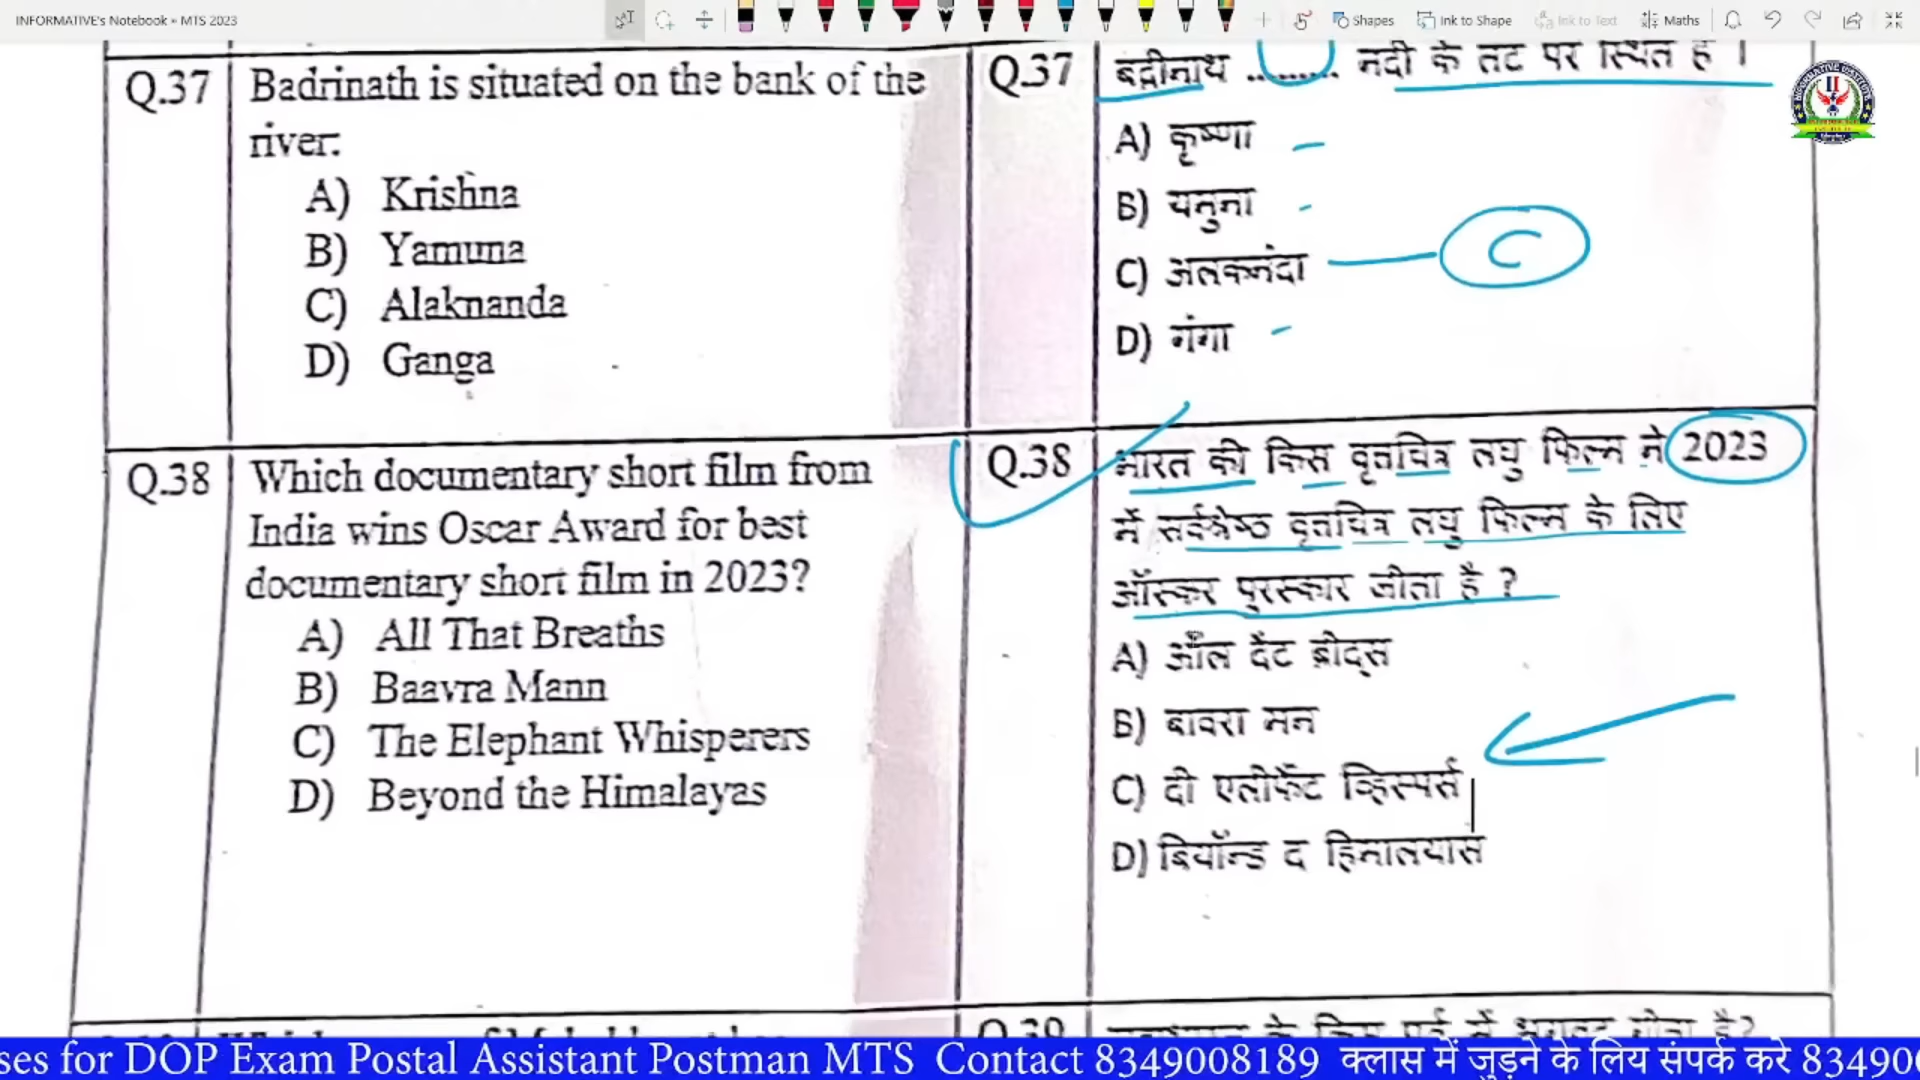 INFORMATIVE's Notebook » MTS 2023
Shapes
Ink to Shape
Ink to Text
Maths
Q.37
Badrinath is situated on the bank of the
river:
A) Krishna
B) Yamuna
C) Alaknanda
D) Ganga
Q.37
बद्रीनाथ ......... नदी के तट पर स्थित है ।
A) कृष्णा
B) यमुना
C) अलकनंदा
C
D) गंगा
Q.38
Which documentary short film from
India wins Oscar Award for best
documentary short film in 2023?
A) All That Breaths
B) Baavra Mann
C) The Elephant Whisperers
D) Beyond the Himalayas
Q.38
भारत की किस वृत्तचित्र लघु फिल्म ने 2023
में सर्वश्रेष्ठ वृत्तचित्र लघु फिल्म के लिए
ऑस्कर पुरस्कार जीता है ?
A) ऑल दैट ब्रीद्स
B) बावरा मन
C) दी एलीफैंट व्हिस्पर्स
D) बियॉन्ड द हिमालयास
Q.39
ses for DOP Exam Postal Assistant Postman MTS Contact 8349008189 क्लास में जुड़ने के लिय संपर्क करे 83490